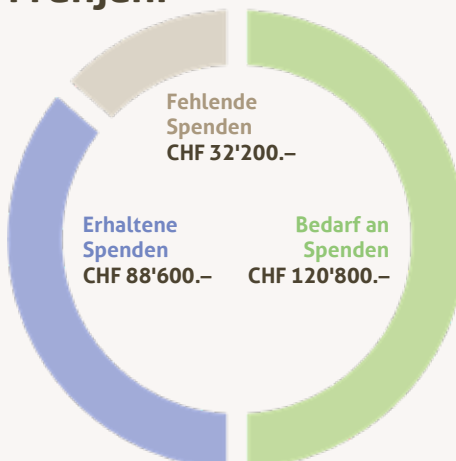 Fehlende
Spenden
CHF 32'200.–
Erhaltene
Spenden
CHF 88'600.–
Bedarf an
Spenden
CHF 120'800.–